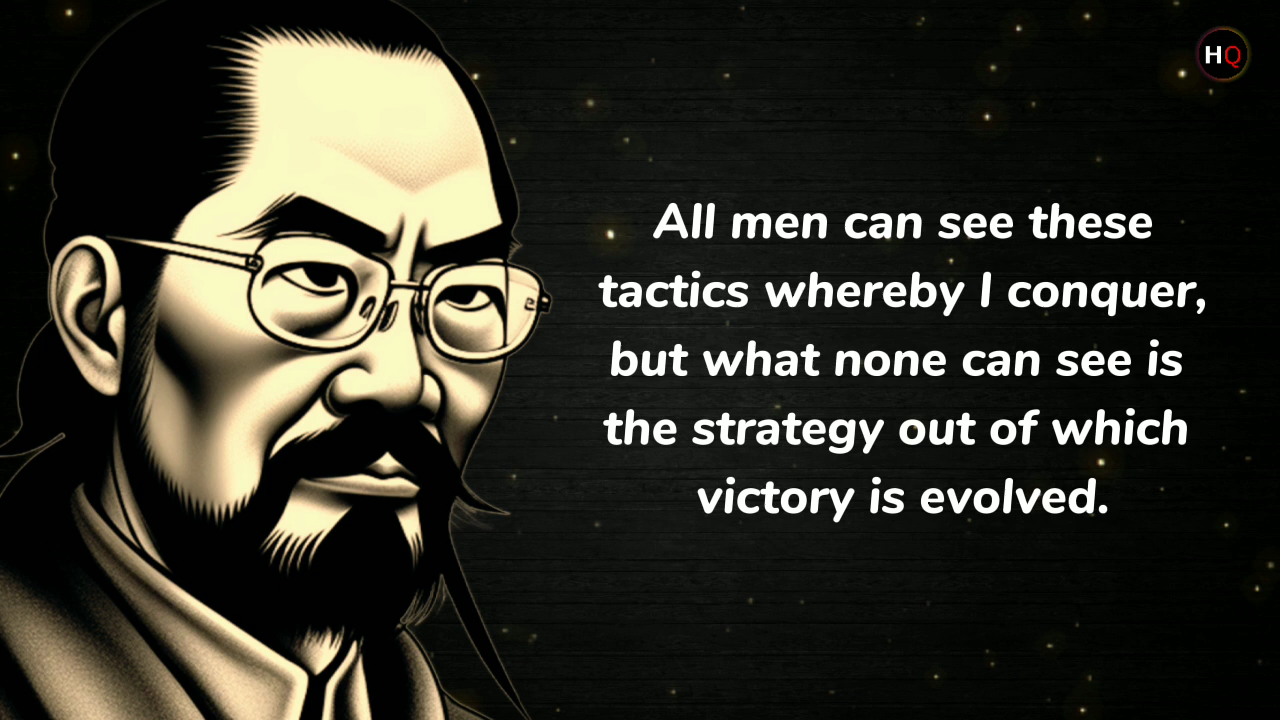 HQ
All men can see these
tactics whereby I conquer,
but what none can see is
the strategy out of which
victory is evolved.